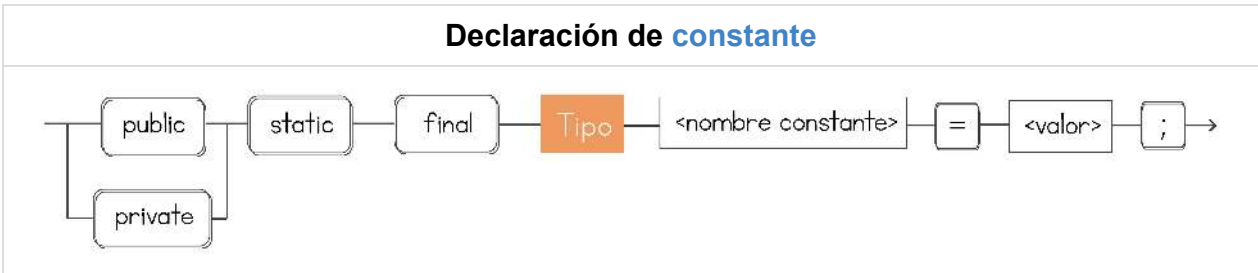 Declaración de constante
public static final Tipo <nombre constante> = <valor> ;
private